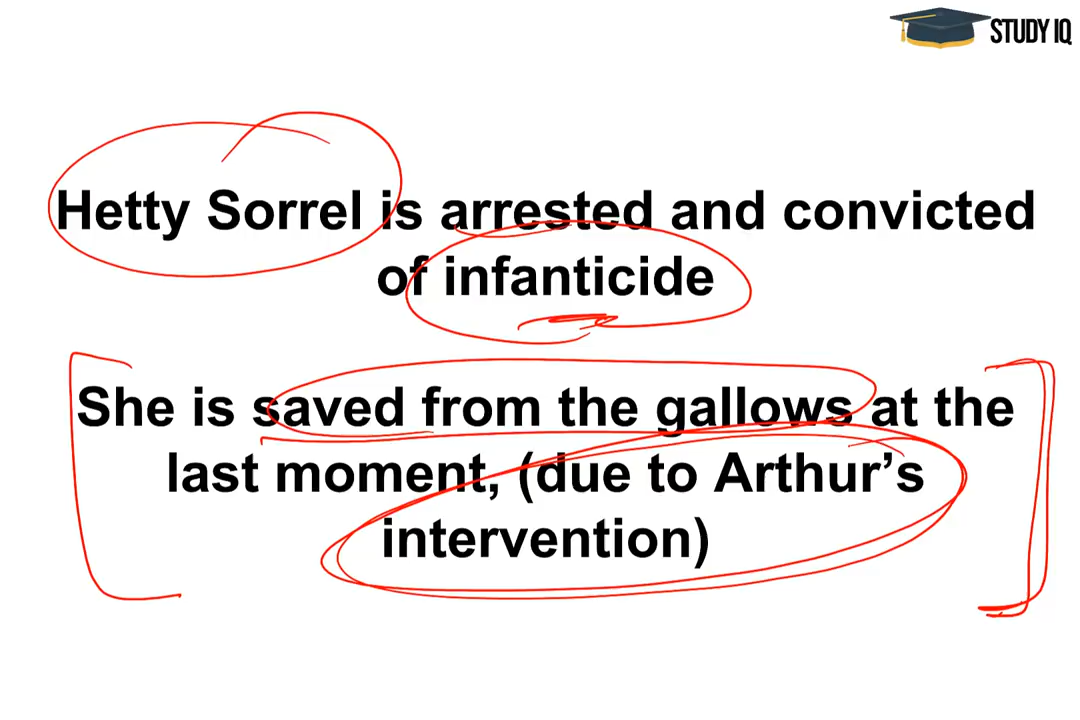 STUDY IQ
Hetty Sorrel is arrested and convicted
of infanticide
She is saved from the gallows at the
last moment, (due to Arthur's
intervention)